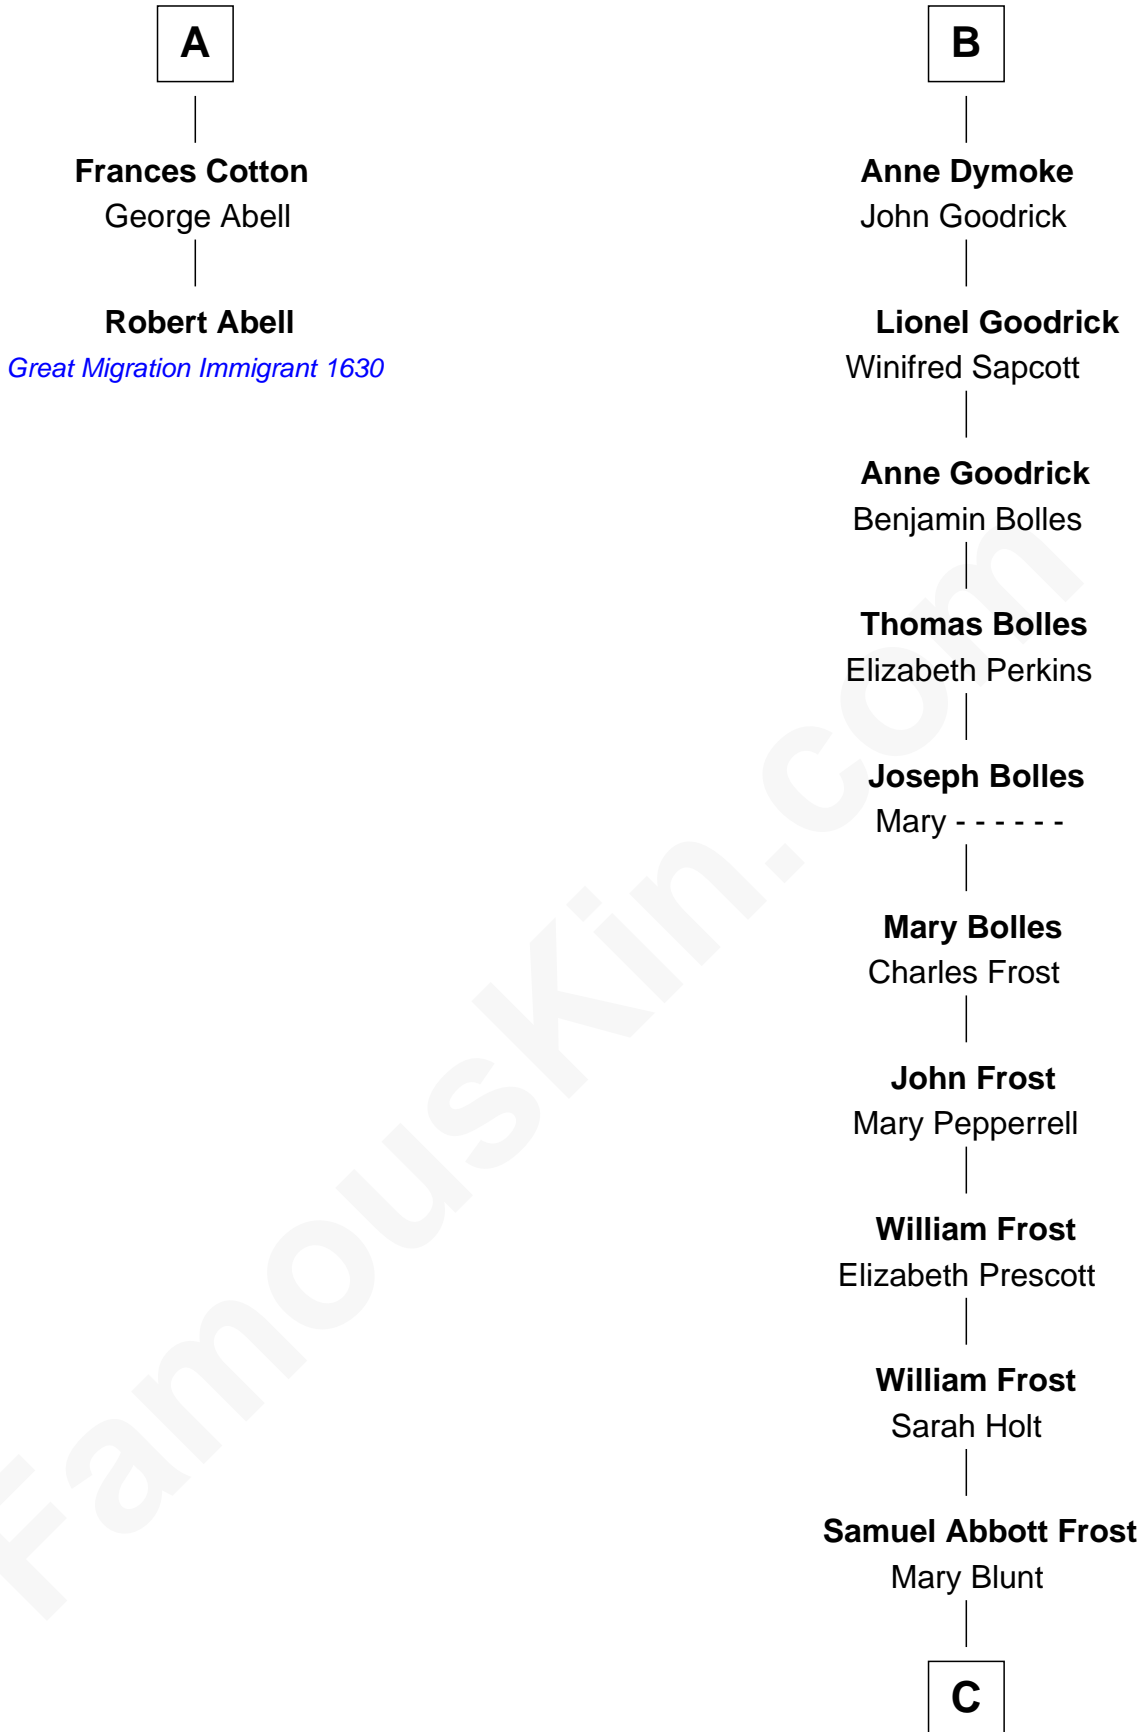 A
Frances Cotton
George Abell
Robert Abell
Great Migration Immigrant 1630
B
Anne Dymoke
John Goodrick
Lionel Goodrick
Winifred Sapcott
Anne Goodrick
Benjamin Bolles
Thomas Bolles
Elizabeth Perkins
Joseph Bolles
Mary - - - - - -
Mary Bolles
Charles Frost
John Frost
Mary Pepperrell
William Frost
Elizabeth Prescott
William Frost
Sarah Holt
Samuel Abbott Frost
Mary Blunt
C
FamousKin.com